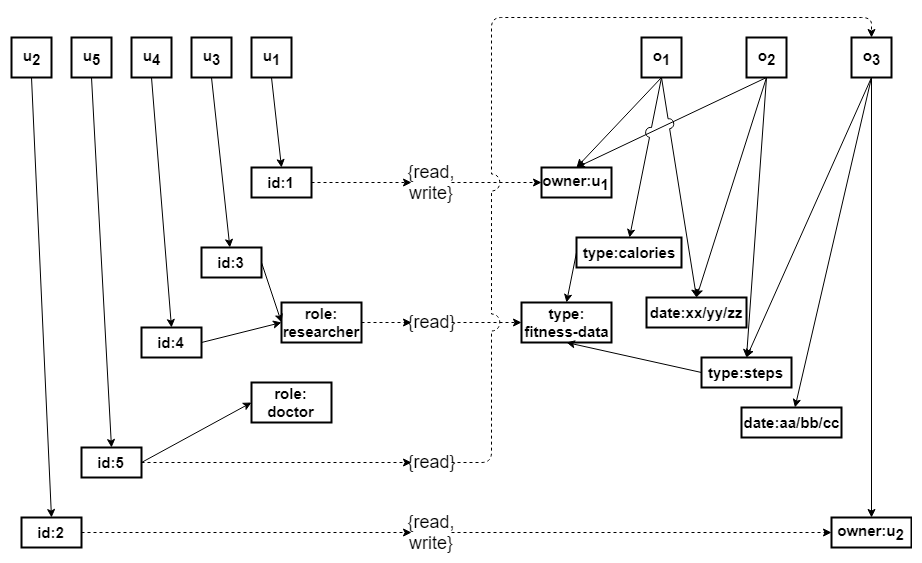 u2 u5 u4 u3 u1 o1 o2 o3
id:1
{read,
write}
owner:u1
id:3
type:calories
role:
researcher
{read}
type:
fitness-data
date:xx/yy/zz
id:4
type:steps
role:
doctor
date:aa/bb/cc
id:5
{read}
id:2
{read,
write}
owner:u2